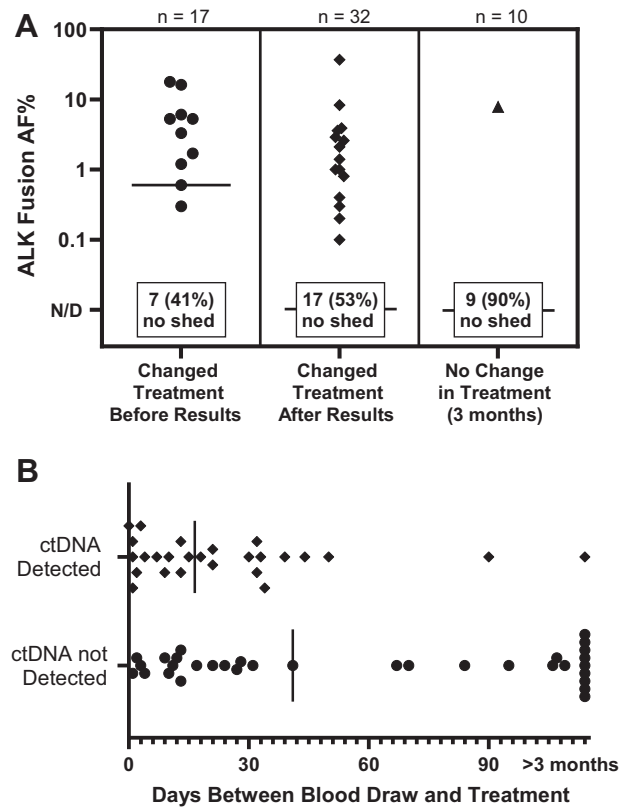 A
n = 17
n = 32
n = 10
ALK Fusion AF%
100
10
1
0.1
N/D
7 (41%)
no shed
17 (53%)
no shed
9 (90%)
no shed
Changed
Treatment
Before Results
Changed
Treatment
After Results
No Change
in Treatment
(3 months)
B
ctDNA
Detected
ctDNA not
Detected
0
30
60
90
>3 months
Days Between Blood Draw and Treatment